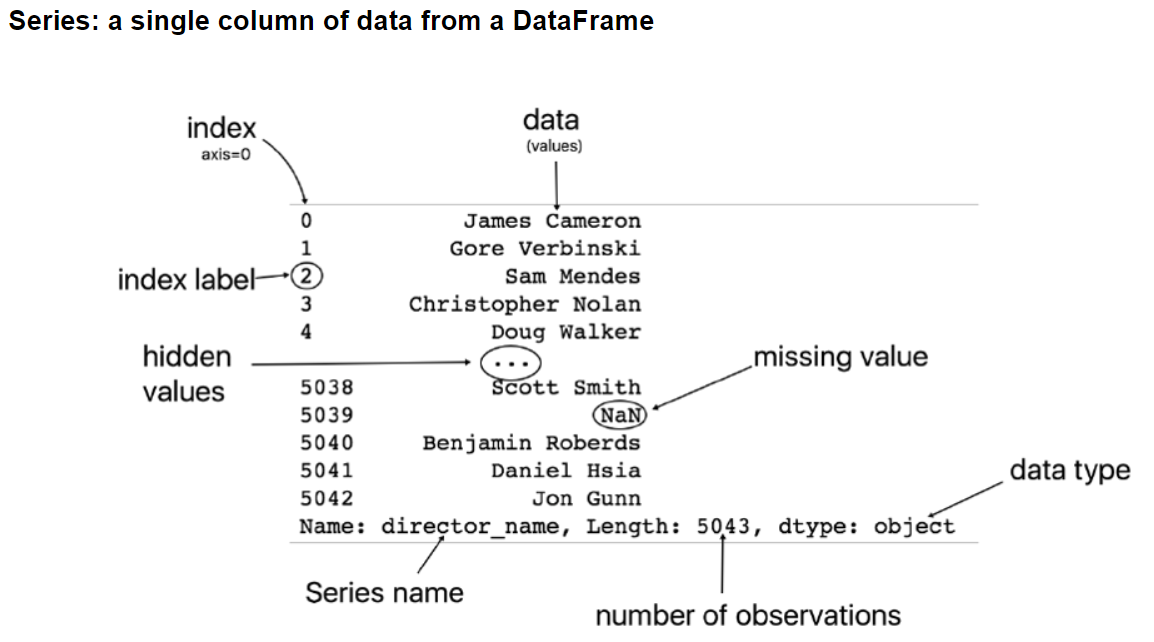 Series: a single column of data from a DataFrame
index
axis=0
data
(values)
0 James Cameron
1 Gore Verbinski
index label 2 Sam Mendes
3 Christopher Nolan
4 Doug Walker
hidden
values
...
missing value
5038 Scott Smith
5039 NaN
5040 Benjamin Roberds
5041 Daniel Hsia
data type
5042 Jon Gunn
Name: director_name, Length: 5043, dtype: object
Series name
number of observations